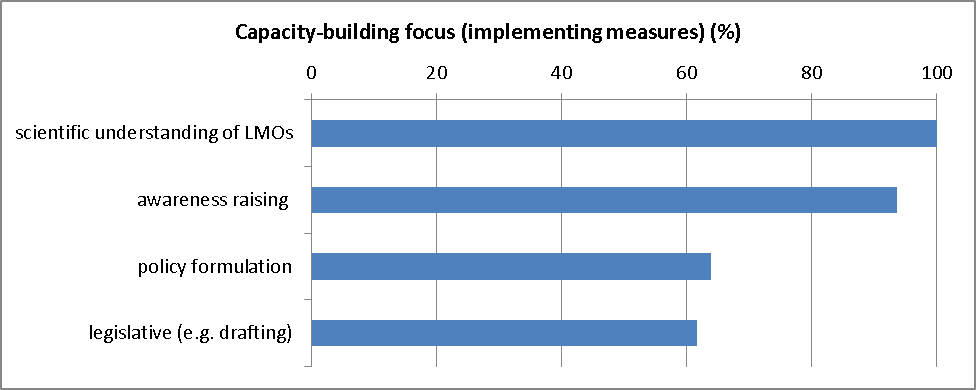 Capacity-building focus (implementing measures) (%)
0 20 40 60 80 100
scientific understanding of LMOs
awareness raising
policy formulation
legislative (e.g. drafting)